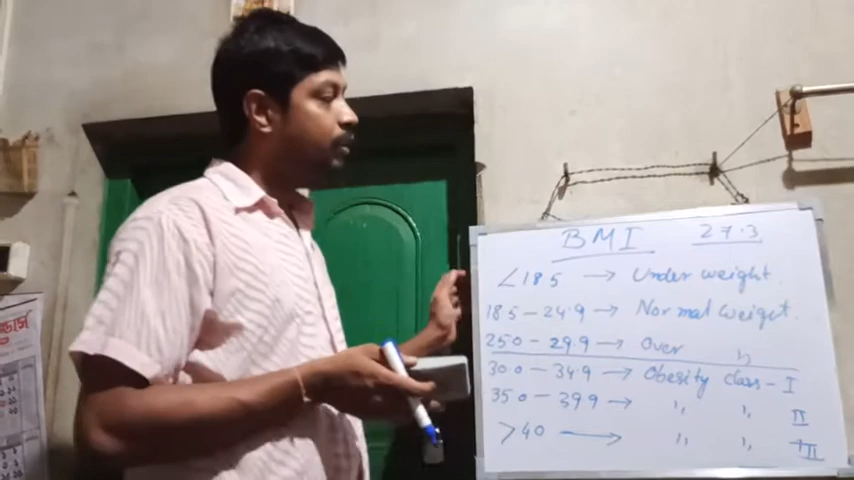 BMI 27.3
<18.5 → Under weight
18.5 - 24.9 → Normal weight.
25.0 - 29.9 → Over "
30.0 - 34.9 → Obesity class - I
35.0 - 39.9 → " " II
>40 → " " III